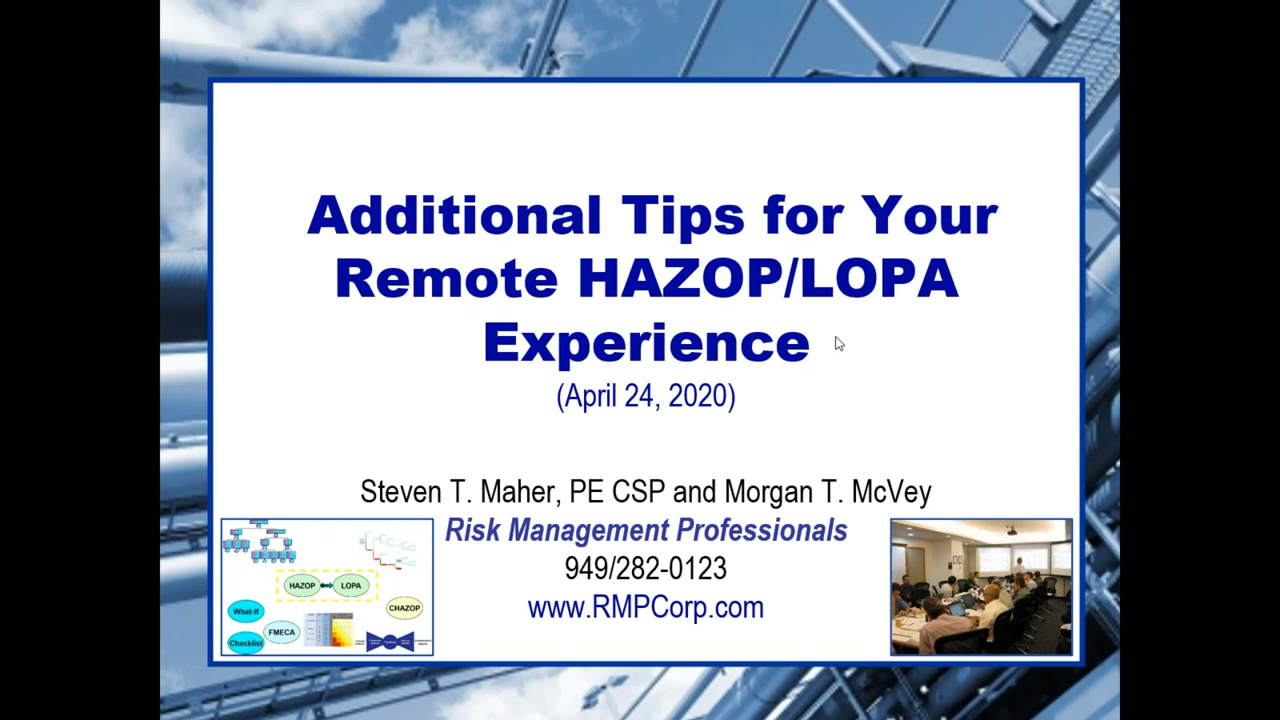 Additional Tips for Your
Remote HAZOP/LOPA
Experience
(April 24, 2020)
Steven T. Maher, PE CSP and Morgan T. McVey
Risk Management Professionals
949/282-0123
www.RMPCorp.com
HAZOP
LOPA
What-If
CHAZOP
FMECA
Checklist